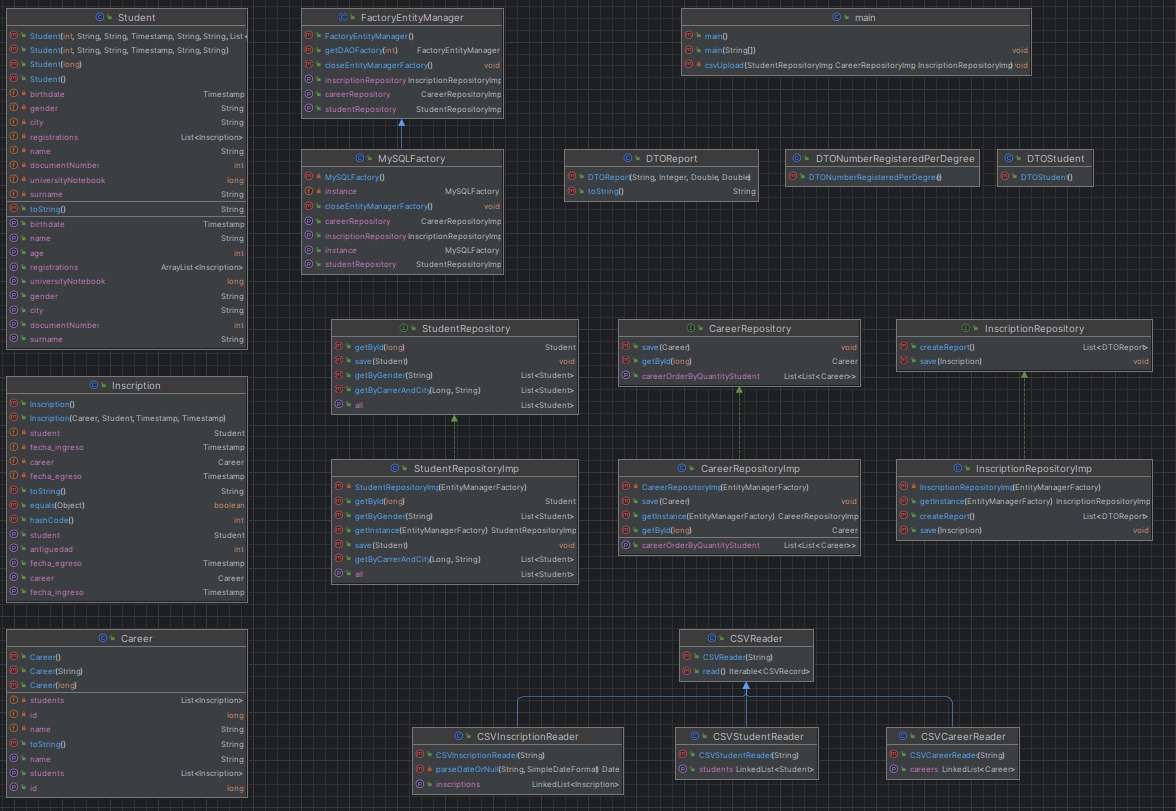 Student
Student(int, String, String, Timestamp, String, String, List<
Student(int, String, String, Timestamp, String, String)
Student(long)
Student()
birthdate Timestamp
gender String
city String
registrations List<Inscription>
name String
documentNumber int
universityNotebook long
surname String
toString() String
birthdate Timestamp
name String
age int
registrations ArrayList<Inscription>
universityNotebook long
gender String
city String
documentNumber int
surname String
FactoryEntityManager
FactoryEntityManager()
getDAOFactory(int) FactoryEntityManager
closeEntityManagerFactory() void
inscriptionRepository InscriptionRepositoryImp
careerRepository CareerRepositoryImp
studentRepository StudentRepositoryImp
main
main()
main(String[]) void
csvUpload(StudentRepositoryImp CareerRepositoryImp InscriptionRepositoryImp) void
MySQLFactory
MySQLFactory()
instance MySQLFactory
closeEntityManagerFactory() void
careerRepository CareerRepositoryImp
inscriptionRepository InscriptionRepositoryImp
instance MySQLFactory
studentRepository StudentRepositoryImp
DTOReport
DTOReport(String, Integer, Double, Double)
toString() String
DTONumberRegisteredPerDegree
DTONumberRegisteredPerDegree()
DTOStudent
DTOStudent()
StudentRepository
getById(long) Student
save(Student) void
getByGender(String) List<Student>
getByCarrerAndCity(Long, String) List<Student>
all List<Student>
CareerRepository
save(Career) void
getById(long) Career
careerOrderByQuantityStudent List<List<Career>>
InscriptionRepository
createReport() List<DTOReport>
save(Inscription) void
Inscription
Inscription()
Inscription(Career, Student, Timestamp, Timestamp)
student Student
fecha_ingreso Timestamp
career Career
fecha_egreso Timestamp
toString() String
equals(Object) boolean
hashCode() int
student Student
antiguedad int
fecha_egreso Timestamp
career Career
fecha_ingreso Timestamp
StudentRepositoryImp
StudentRepositoryImp(EntityManagerFactory)
getById(long) Student
getByGender(String) List<Student>
getInstance(EntityManagerFactory) StudentRepositoryImp
save(Student) void
getByCarrerAndCity(Long, String) List<Student>
all List<Student>
CareerRepositoryImp
CareerRepositoryImp(EntityManagerFactory)
save(Career) void
getInstance(EntityManagerFactory) CareerRepositoryImp
getById(long) Career
careerOrderByQuantityStudent List<List<Career>>
InscriptionRepositoryImp
InscriptionRepositoryImp(EntityManagerFactory)
getInstance(EntityManagerFactory) InscriptionRepositoryImp
createReport() List<DTOReport>
save(Inscription) void
Career
Career()
Career(String)
Career(long)
students List<Inscription>
id long
name String
toString() String
name String
students List<Inscription>
id long
CSVReader
CSVReader(String)
read() Iterable<CSVRecord>
CSVInscriptionReader
CSVInscriptionReader(String)
parseDateOrNull(String, SimpleDateFormat) Date
inscriptions LinkedList<Inscription>
CSVStudentReader
CSVStudentReader(String)
students LinkedList<Student>
CSVCareerReader
CSVCareerReader(String)
careers LinkedList<Career>